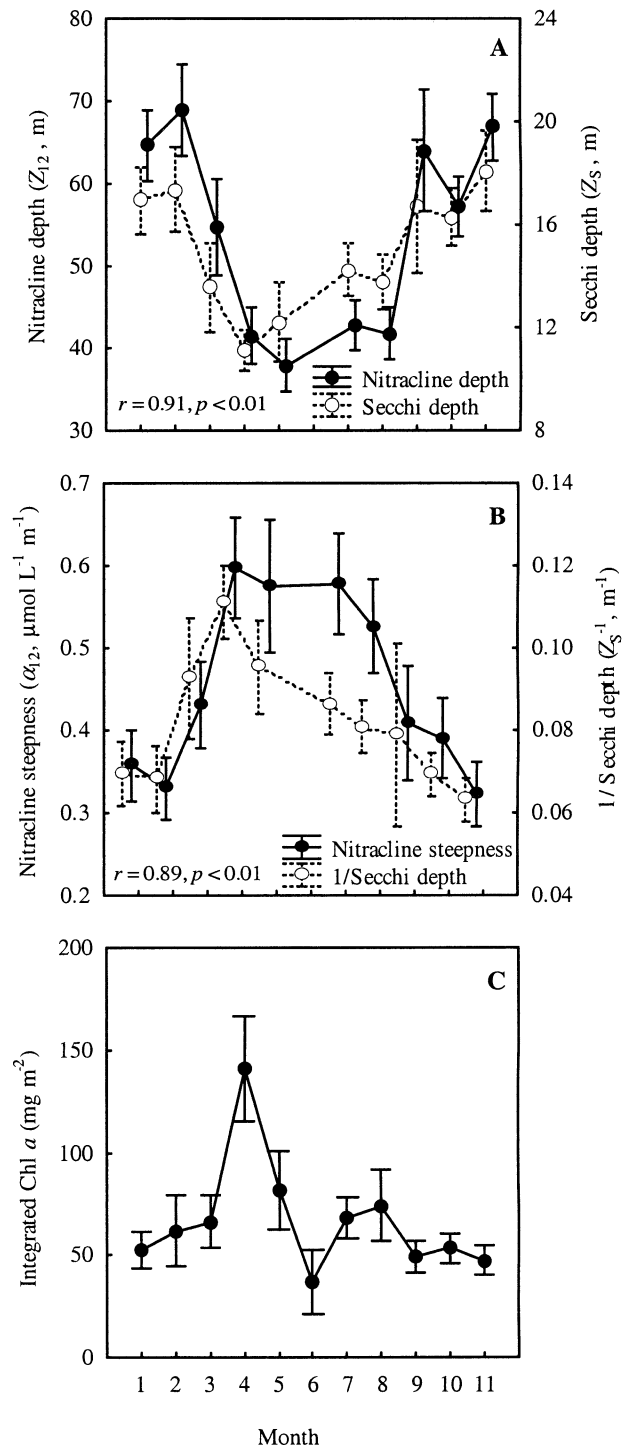 A
80
70
60
50
40
30
Nitracline depth (Z12, m)
24
20
16
12
8
Secchi depth (ZS, m)
Nitracline depth
Secchi depth
r = 0.91, p < 0.01
B
0.7
0.6
0.5
0.4
0.3
0.2
Nitracline steepness (α12, μmol L-1 m-1)
0.14
0.12
0.10
0.08
0.06
0.04
1/Secchi depth (ZS-1, m-1)
Nitracline steepness
1/Secchi depth
r = 0.89, p < 0.01
C
200
150
100
50
0
Integrated Chl a (mg m-2)
1 2 3 4 5 6 7 8 9 10 11
Month